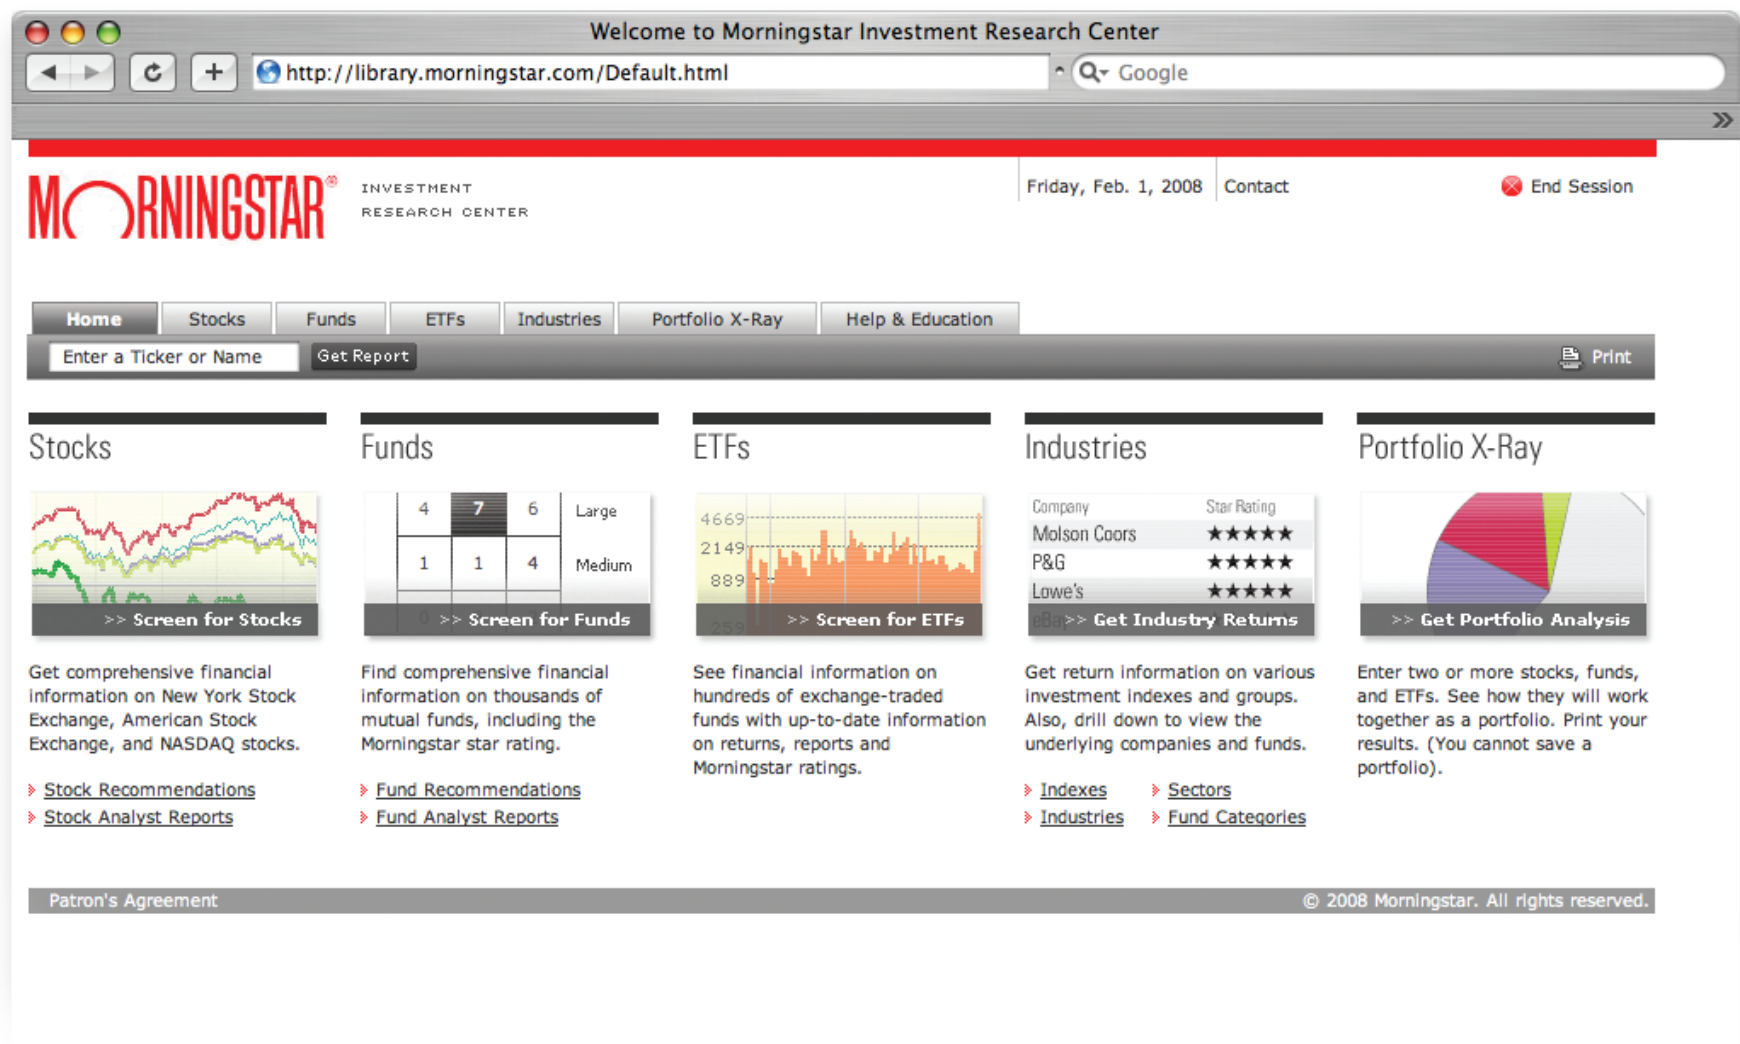 Welcome to Morningstar Investment Research Center
http://library.morningstar.com/Default.html
Google
MORNINGSTAR®
INVESTMENT
RESEARCH CENTER
Friday, Feb. 1, 2008
Contact
End Session
Home
Stocks
Funds
ETFs
Industries
Portfolio X-Ray
Help & Education
Enter a Ticker or Name
Get Report
Print
Stocks
>> Screen for Stocks
Get comprehensive financial
information on New York Stock
Exchange, American Stock
Exchange, and NASDAQ stocks.
Stock Recommendations
Stock Analyst Reports
Funds
4 7 6 Large
1 1 4 Medium
0
>> Screen for Funds
Find comprehensive financial
information on thousands of
mutual funds, including the
Morningstar star rating.
Fund Recommendations
Fund Analyst Reports
ETFs
4669
2149
889
259
>> Screen for ETFs
See financial information on
hundreds of exchange-traded
funds with up-to-date information
on returns, reports and
Morningstar ratings.
Industries
Company Star Rating
Molson Coors ★★★★★
P&G ★★★★★
Lowe's ★★★★★
eBay
>> Get Industry Returns
Get return information on various
investment indexes and groups.
Also, drill down to view the
underlying companies and funds.
Indexes
Sectors
Industries
Fund Categories
Portfolio X-Ray
>> Get Portfolio Analysis
Enter two or more stocks, funds,
and ETFs. See how they will work
together as a portfolio. Print your
results. (You cannot save a
portfolio).
Patron's Agreement
© 2008 Morningstar. All rights reserved.